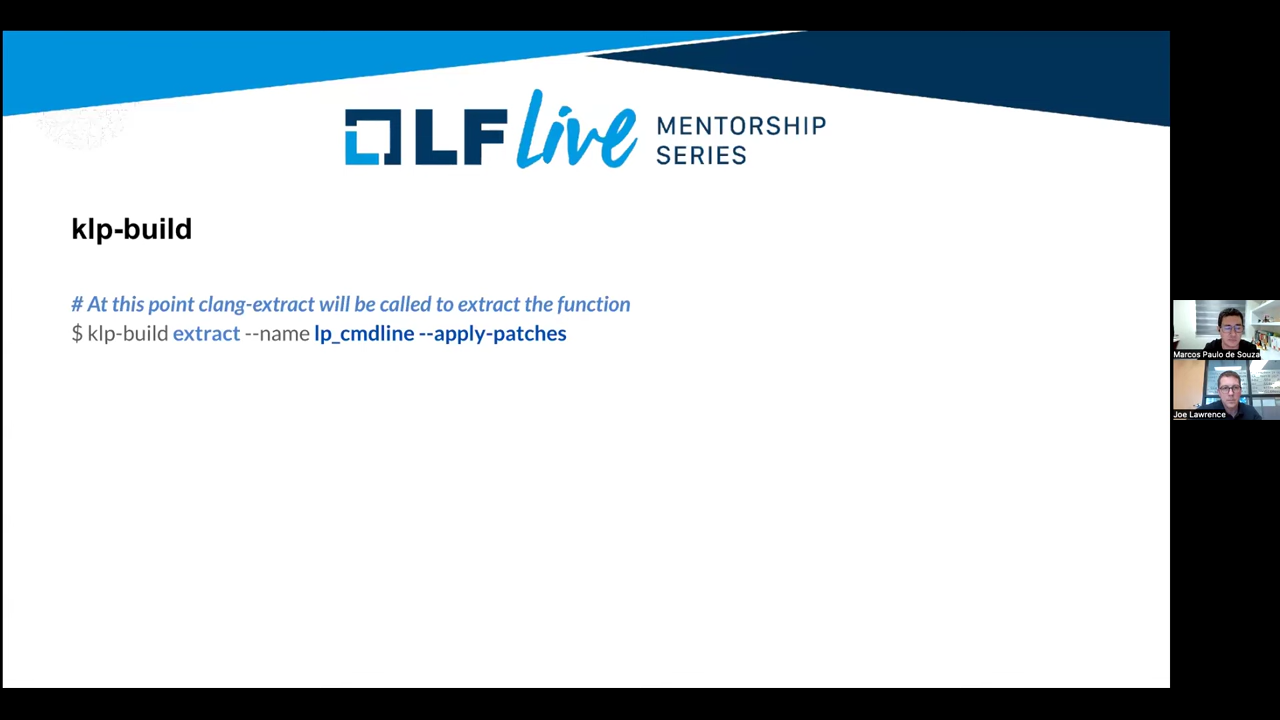 LF Live MENTORSHIP
SERIES
klp-build
# At this point clang-extract will be called to extract the function
$ klp-build extract --name lp_cmdline --apply-patches
Marcos Paulo de Souza
Joe Lawrence